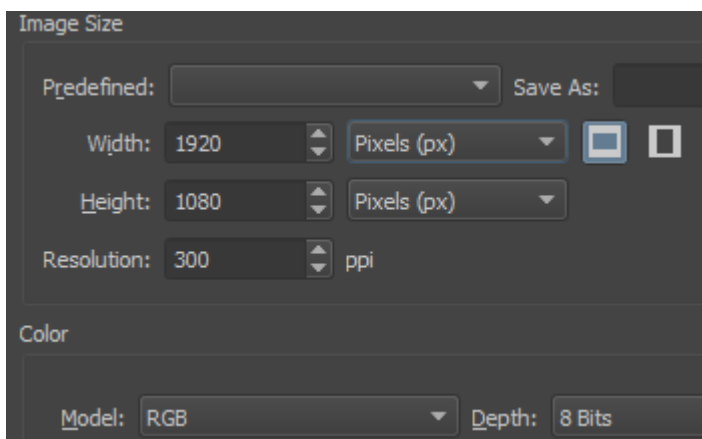 Image Size
Predefined: Save As:
Width: 1920 Pixels (px)
Height: 1080 Pixels (px)
Resolution: 300 ppi
Color
Model: RGB Depth: 8 Bits